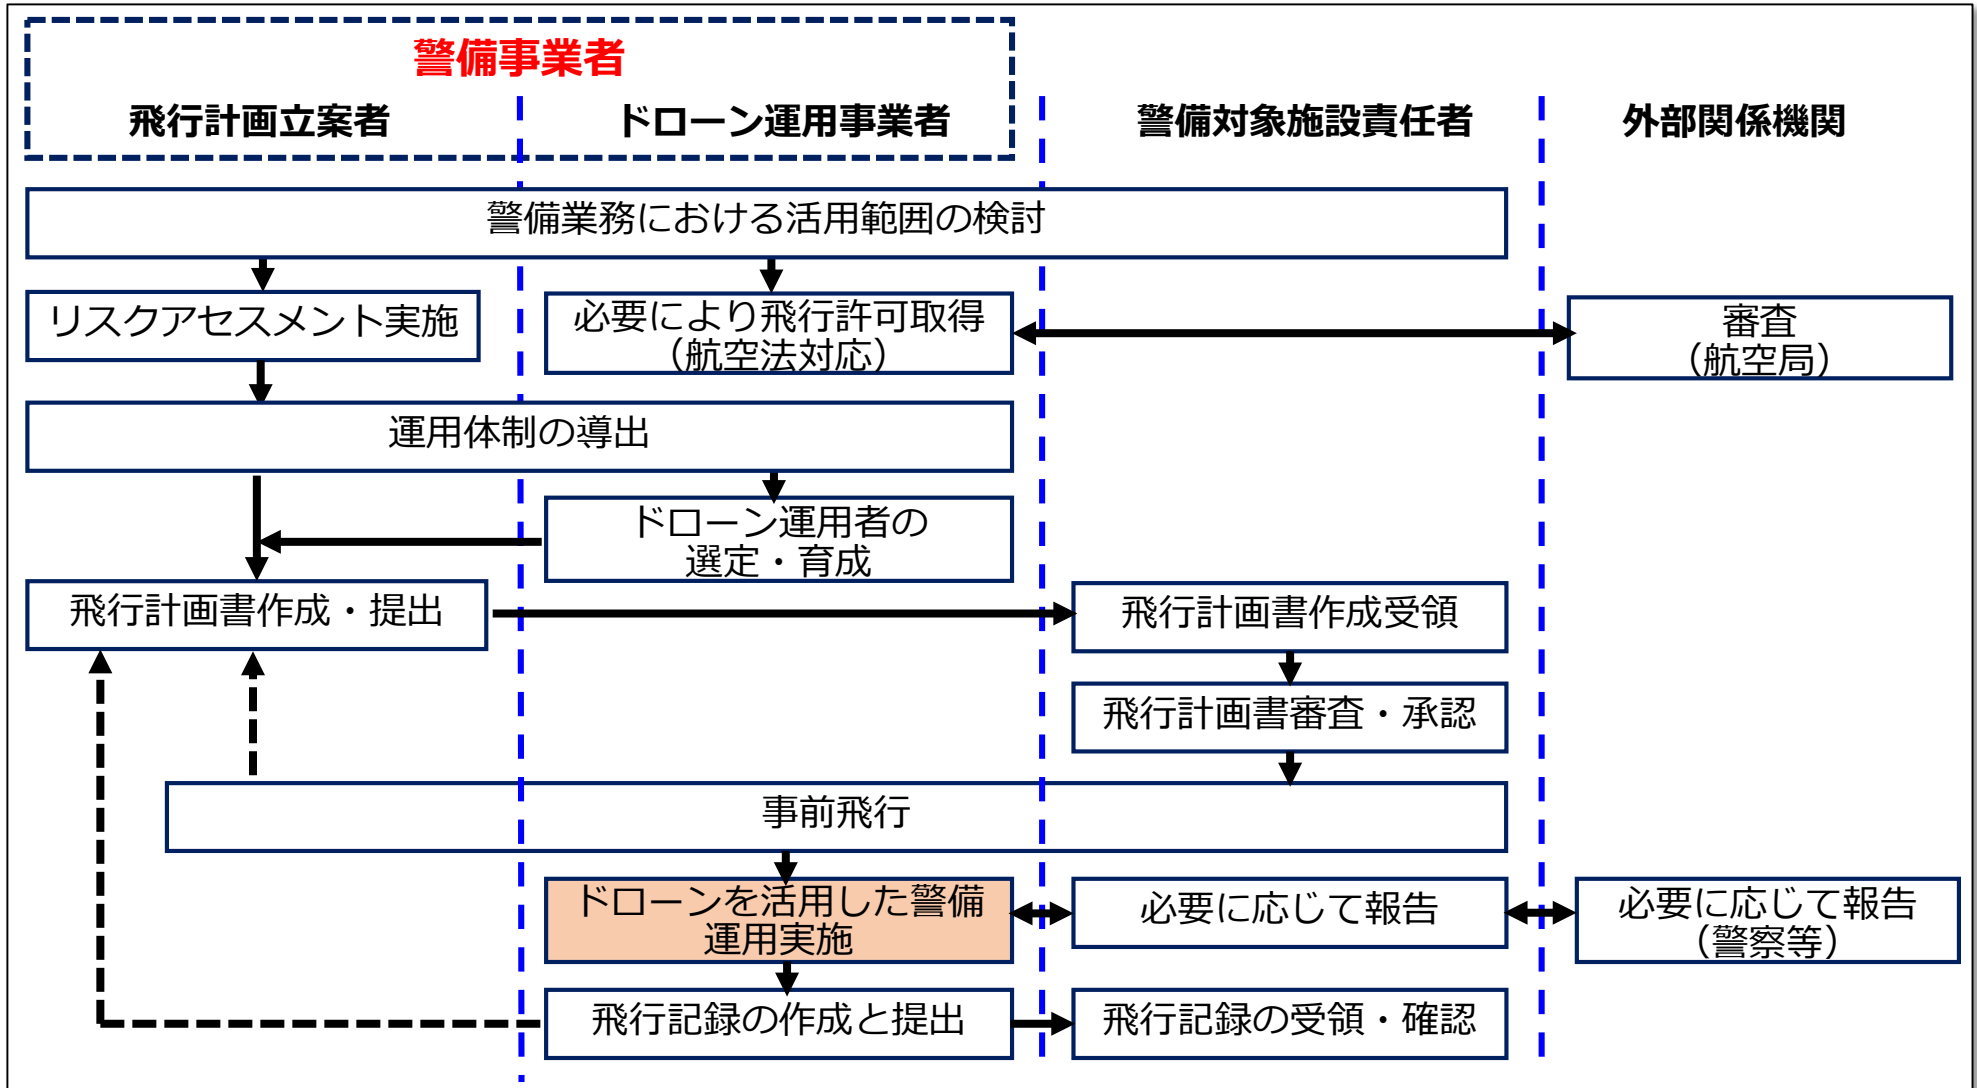 警備事業者
飛行計画立案者
ドローン運用事業者
警備対象施設責任者
外部関係機関
警備業務における活用範囲の検討
リスクアセスメント実施
必要により飛行許可取得
（航空法対応）
審査
（航空局）
運用体制の導出
ドローン運用者の
選定・育成
飛行計画書作成・提出
飛行計画書作成受領
飛行計画書審査・承認
事前飛行
ドローンを活用した警備
運用実施
必要に応じて報告
必要に応じて報告
（警察等）
飛行記録の作成と提出
飛行記録の受領・確認